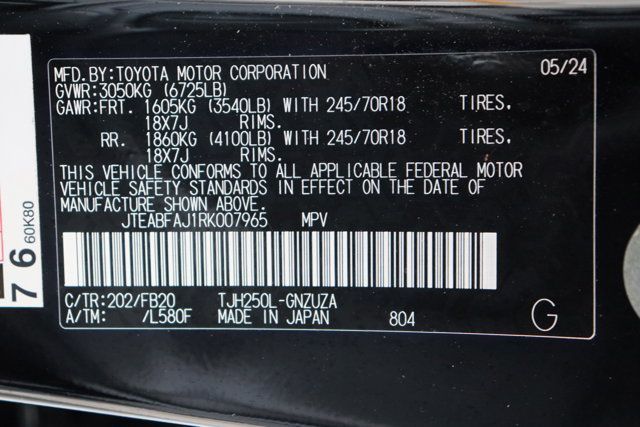 MFD.BY:TOYOTA MOTOR CORPORATION 05/24
GVWR:3050KG (6725LB)
GAWR:FRT. 1605KG (3540LB) WITH 245/70R18 TIRES,
18X7J RIMS.
RR. 1860KG (4100LB) WITH 245/70R18 TIRES,
18X7J RIMS.
THIS VEHICLE CONFORMS TO ALL APPLICABLE FEDERAL MOTOR
VEHICLE SAFETY STANDARDS IN EFFECT ON THE DATE OF
MANUFACTURE SHOWN ABOVE.
JTEABFAJ1RK007965 MPV
C/TR:202/FB20 TJH250L-GNZUZA
A/TM: /L580F MADE IN JAPAN 804 G
76
60K80